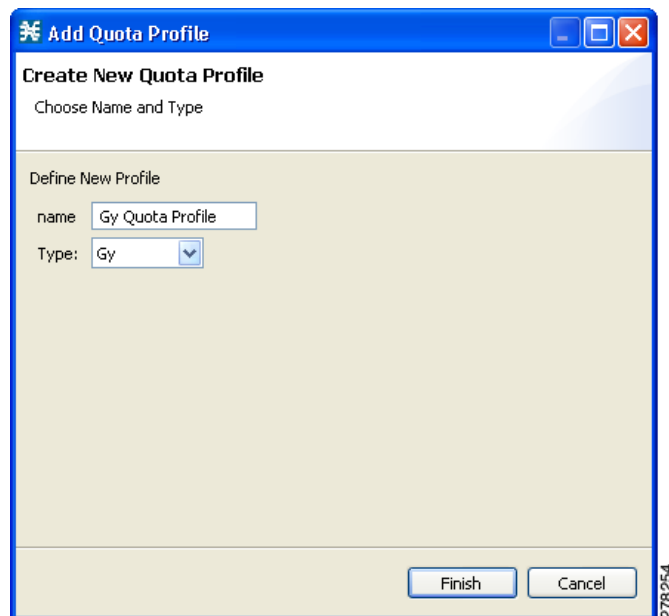 Add Quota Profile
Create New Quota Profile
Choose Name and Type
Define New Profile
name Gy Quota Profile
Type: Gy
Finish Cancel